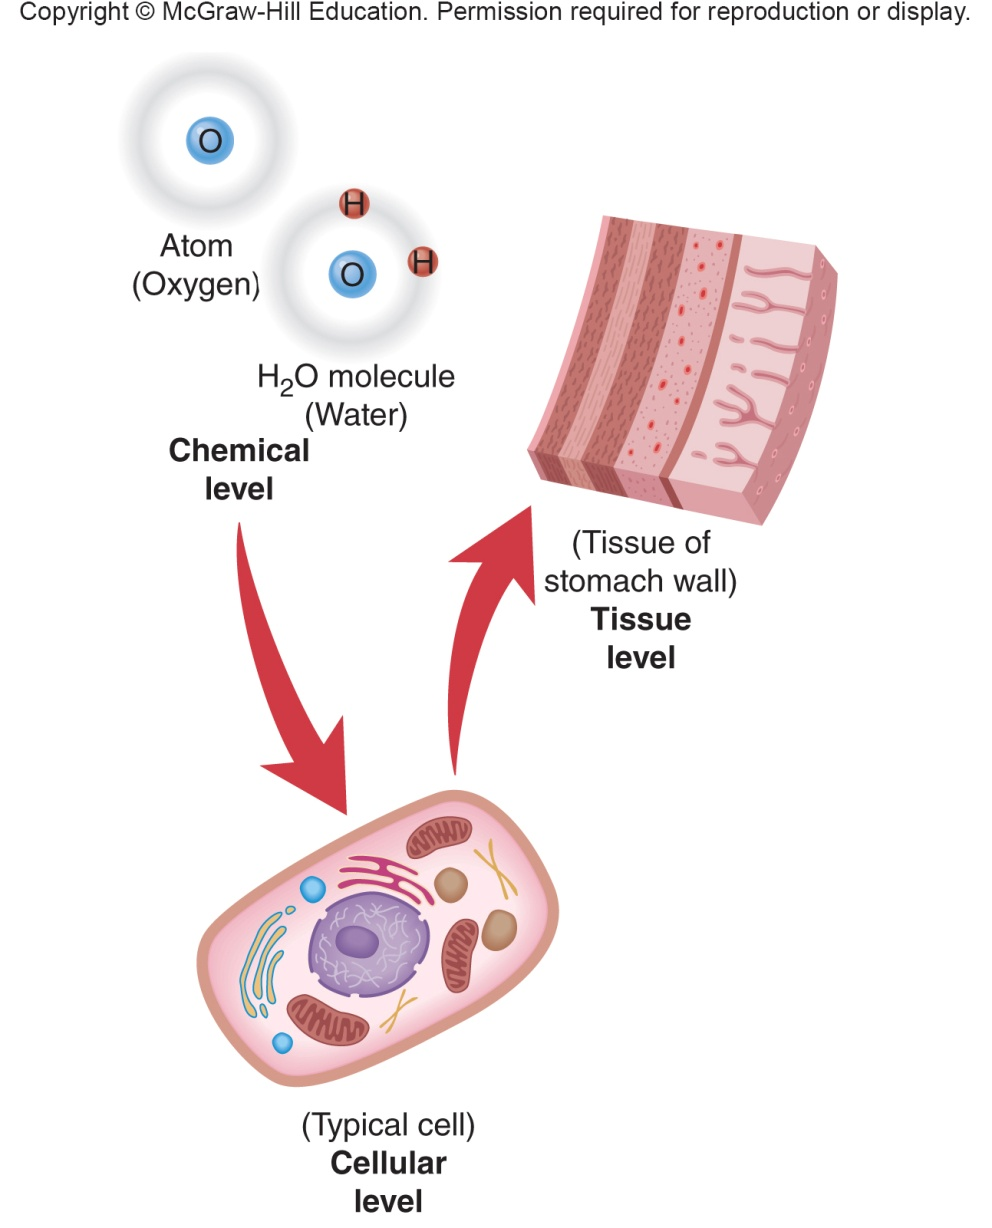 Copyright © McGraw-Hill Education. Permission required for reproduction or display.
O
Atom
(Oxygen)
H
H
O
H₂O molecule
(Water)
Chemical
level
(Tissue of
stomach wall)
Tissue
level
(Typical cell)
Cellular
level